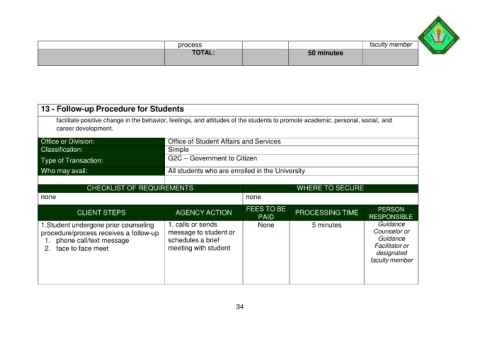 process faculty member
TOTAL: 50 minutes
13 - Follow-up Procedure for Students
facilitate positive change in the behavior, feelings, and attitudes of the students to promote academic, personal, social, and
career development.
Office or Division: Office of Student Affairs and Services
Classification: Simple
Type of Transaction: G2C – Government to Citizen
Who may avail: All students who are enrolled in the University
CHECKLIST OF REQUIREMENTS WHERE TO SECURE
none none
CLIENT STEPS AGENCY ACTION FEES TO BE PAID PROCESSING TIME PERSON RESPONSIBLE
1.Student undergone prior counseling
procedure/process receives a follow-up
1. phone call/text message
2. face to face meet
1. calls or sends
message to student or
schedules a brief
meeting with student
None
5 minutes
Guidance
Counselor or
Guidance
Facilitator or
designated
faculty member
34